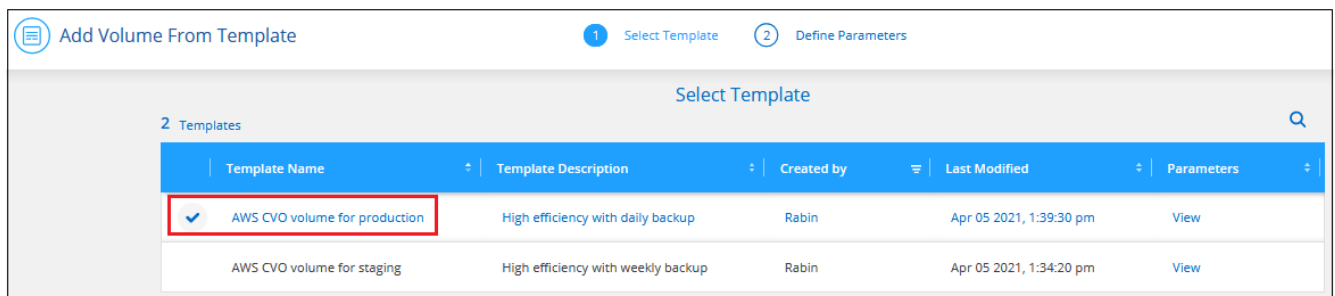 Add Volume From Template
1 Select Template 2 Define Parameters
Select Template
2 Templates
Template Name Template Description Created by Last Modified Parameters
AWS CVO volume for production High efficiency with daily backup Rabin Apr 05 2021, 1:39:30 pm View
AWS CVO volume for staging High efficiency with weekly backup Rabin Apr 05 2021, 1:34:20 pm View